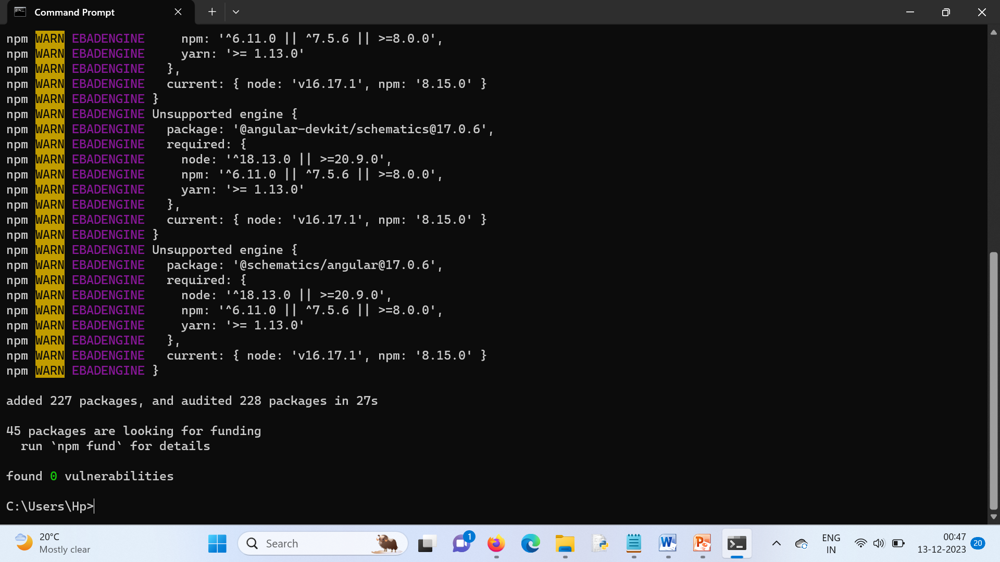 Command Prompt
npm WARN EBADENGINE     npm: '^6.11.0 || ^7.5.6 || >=8.0.0',
npm WARN EBADENGINE     yarn: '>= 1.13.0'
npm WARN EBADENGINE   },
npm WARN EBADENGINE   current: { node: 'v16.17.1', npm: '8.15.0' }
npm WARN EBADENGINE }
npm WARN EBADENGINE Unsupported engine {
npm WARN EBADENGINE   package: '@angular-devkit/schematics@17.0.6',
npm WARN EBADENGINE   required: {
npm WARN EBADENGINE     node: '^18.13.0 || >=20.9.0',
npm WARN EBADENGINE     npm: '^6.11.0 || ^7.5.6 || >=8.0.0',
npm WARN EBADENGINE     yarn: '>= 1.13.0'
npm WARN EBADENGINE   },
npm WARN EBADENGINE   current: { node: 'v16.17.1', npm: '8.15.0' }
npm WARN EBADENGINE }
npm WARN EBADENGINE Unsupported engine {
npm WARN EBADENGINE   package: '@schematics/angular@17.0.6',
npm WARN EBADENGINE   required: {
npm WARN EBADENGINE     node: '^18.13.0 || >=20.9.0',
npm WARN EBADENGINE     npm: '^6.11.0 || ^7.5.6 || >=8.0.0',
npm WARN EBADENGINE     yarn: '>= 1.13.0'
npm WARN EBADENGINE   },
npm WARN EBADENGINE   current: { node: 'v16.17.1', npm: '8.15.0' }
npm WARN EBADENGINE }
added 227 packages, and audited 228 packages in 27s
45 packages are looking for funding
  run `npm fund` for details
found 0 vulnerabilities
C:\Users\Hp>
20°C
Mostly clear
Search
1
ENG
IN
00:47
13-12-2023
20